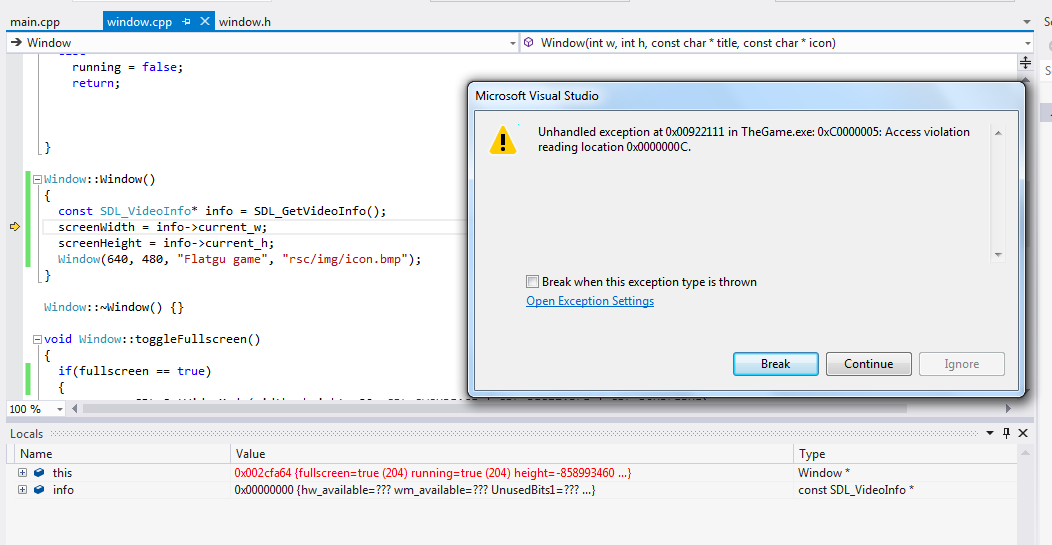 main.cpp window.cpp window.h
Window Window(int w, int h, const char * title, const char * icon)
running = false;
return;
}
Window::Window()
{
const SDL_VideoInfo* info = SDL_GetVideoInfo();
screenWidth = info->current_w;
screenHeight = info->current_h;
Window(640, 480, "Flatgu game", "rsc/img/icon.bmp");
}
Window::~Window() {}
void Window::toggleFullscreen()
{
if(fullscreen == true)
{
100 %
Microsoft Visual Studio
Unhandled exception at 0x00922111 in TheGame.exe: 0xC0000005: Access violation
reading location 0x0000000C.
Break when this exception type is thrown
Open Exception Settings
Break Continue Ignore
Locals
Name Value Type
this 0x002cfa64 {fullscreen=true (204) running=true (204) height=-858993460 ...} Window *
info 0x00000000 {hw_available=??? wm_available=??? UnusedBits1=??? ...} const SDL_VideoInfo *